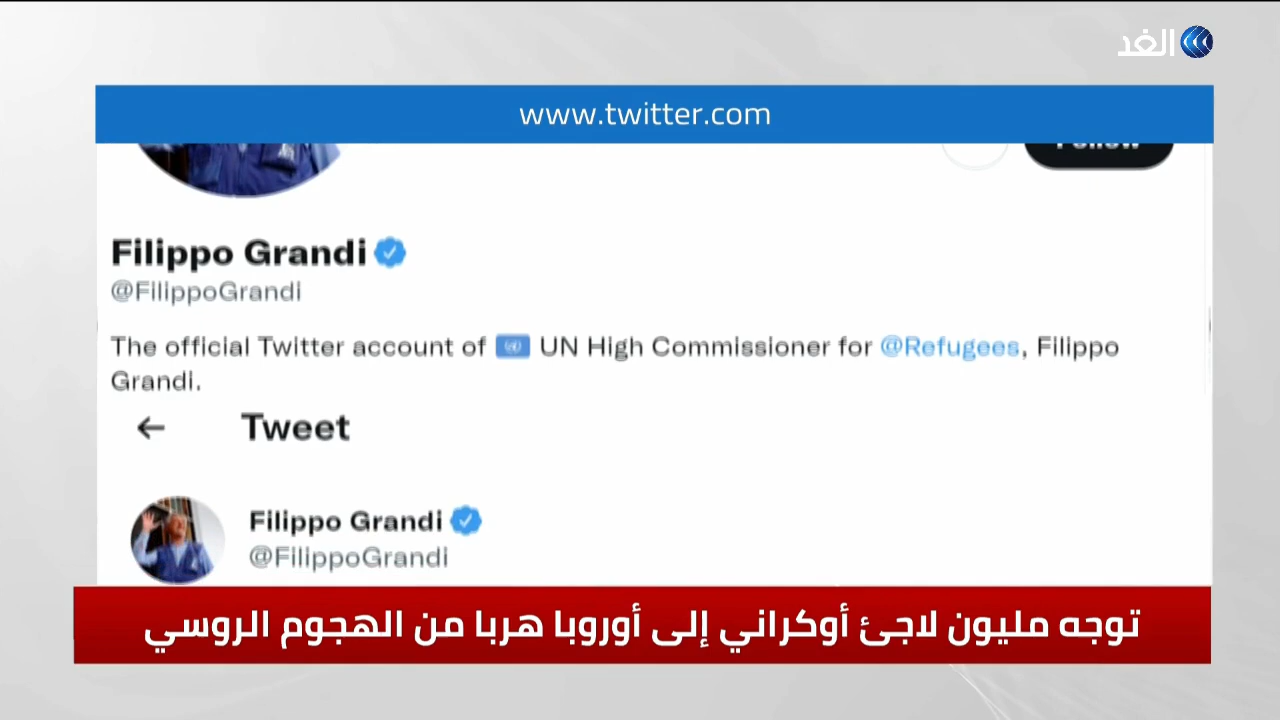 الغد
www.twitter.com
Follow
Filippo Grandi
@FilippoGrandi
The official Twitter account of UN High Commissioner for @Refugees, Filippo
Grandi.
Tweet
Filippo Grandi
@FilippoGrandi
توجه مليون لاجئ أوكراني إلى أوروبا هربا من الهجوم الروسي